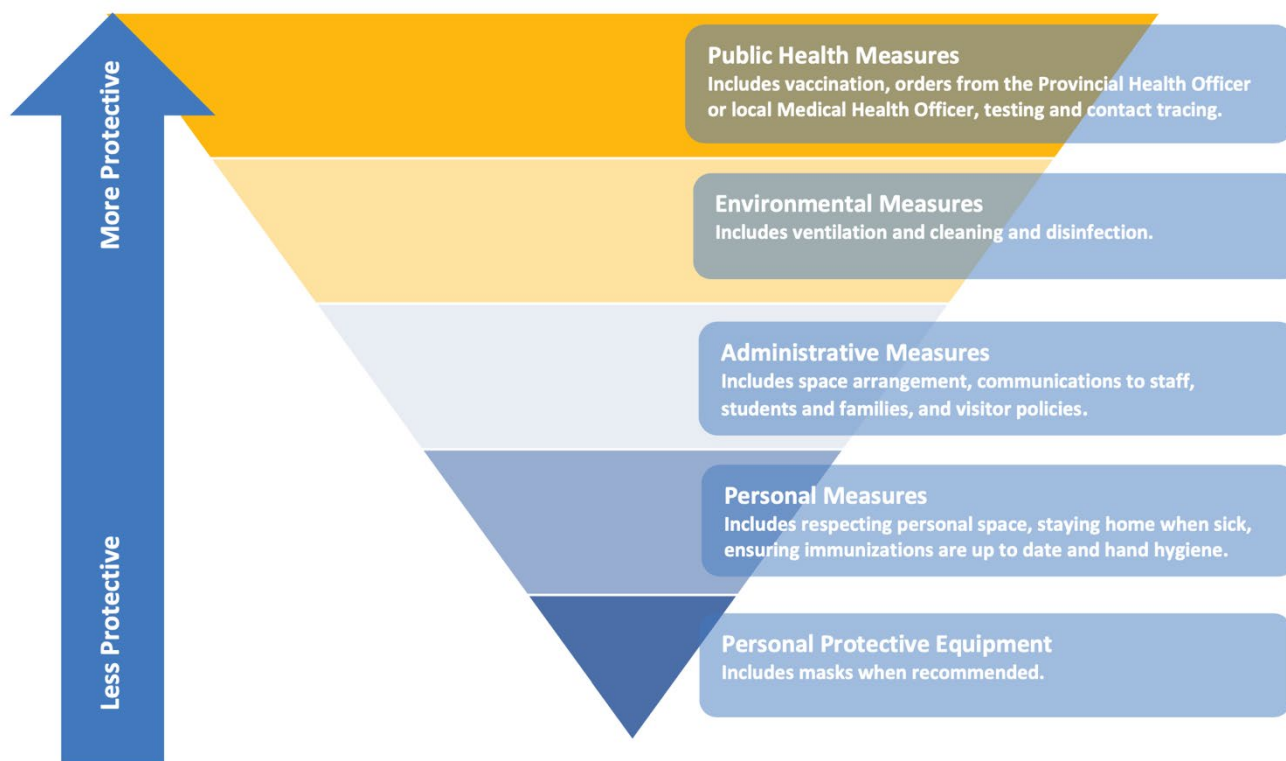 More Protective
Less Protective
Public Health Measures
Includes vaccination, orders from the Provincial Health Officer
or local Medical Health Officer, testing and contact tracing.
Environmental Measures
Includes ventilation and cleaning and disinfection.
Administrative Measures
Includes space arrangement, communications to staff,
students and families, and visitor policies.
Personal Measures
Includes respecting personal space, staying home when sick,
ensuring immunizations are up to date and hand hygiene.
Personal Protective Equipment
Includes masks when recommended.